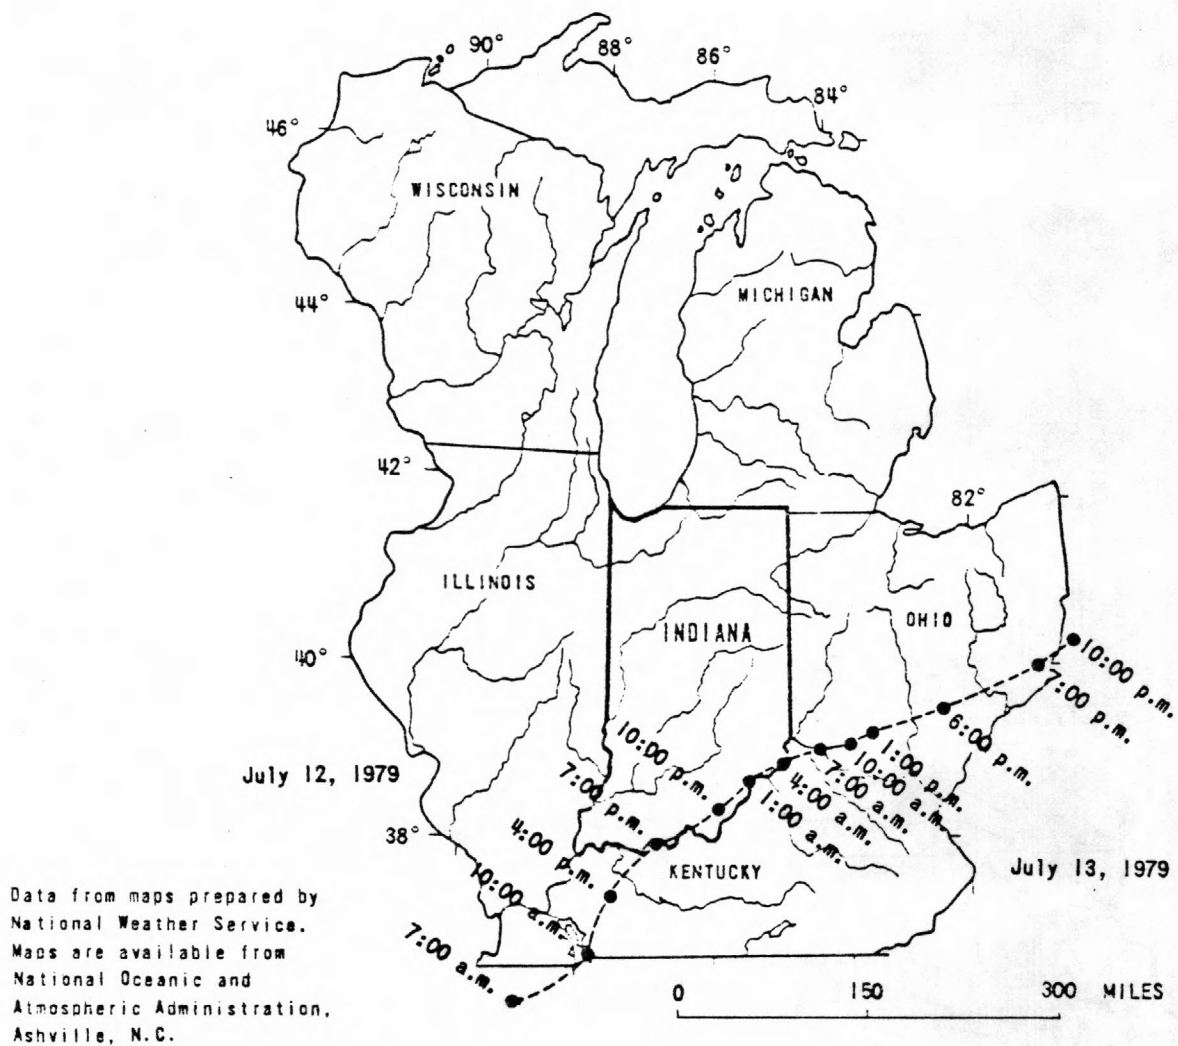 90°
88°
86°
84°
46°
WISCONSIN
44°
MICHIGAN
42°
82°
ILLINOIS
OHIO
INDIANA
40°
10:00 p.m.
7:00 p.m.
6:00 p.m.
1:00 p.m.
10:00 a.m.
7:00 a.m.
4:00 a.m.
1:00 a.m.
10:00 p.m.
July 12, 1979
7:00 p.m.
38°
4:00 p.m.
KENTUCKY
July 13, 1979
10:00 a.m.
7:00 a.m.
Data from maps prepared by
National Weather Service.
Maps are available from
National Oceanic and
Atmospheric Administration,
Ashville, N.C.
0 150 300 MILES